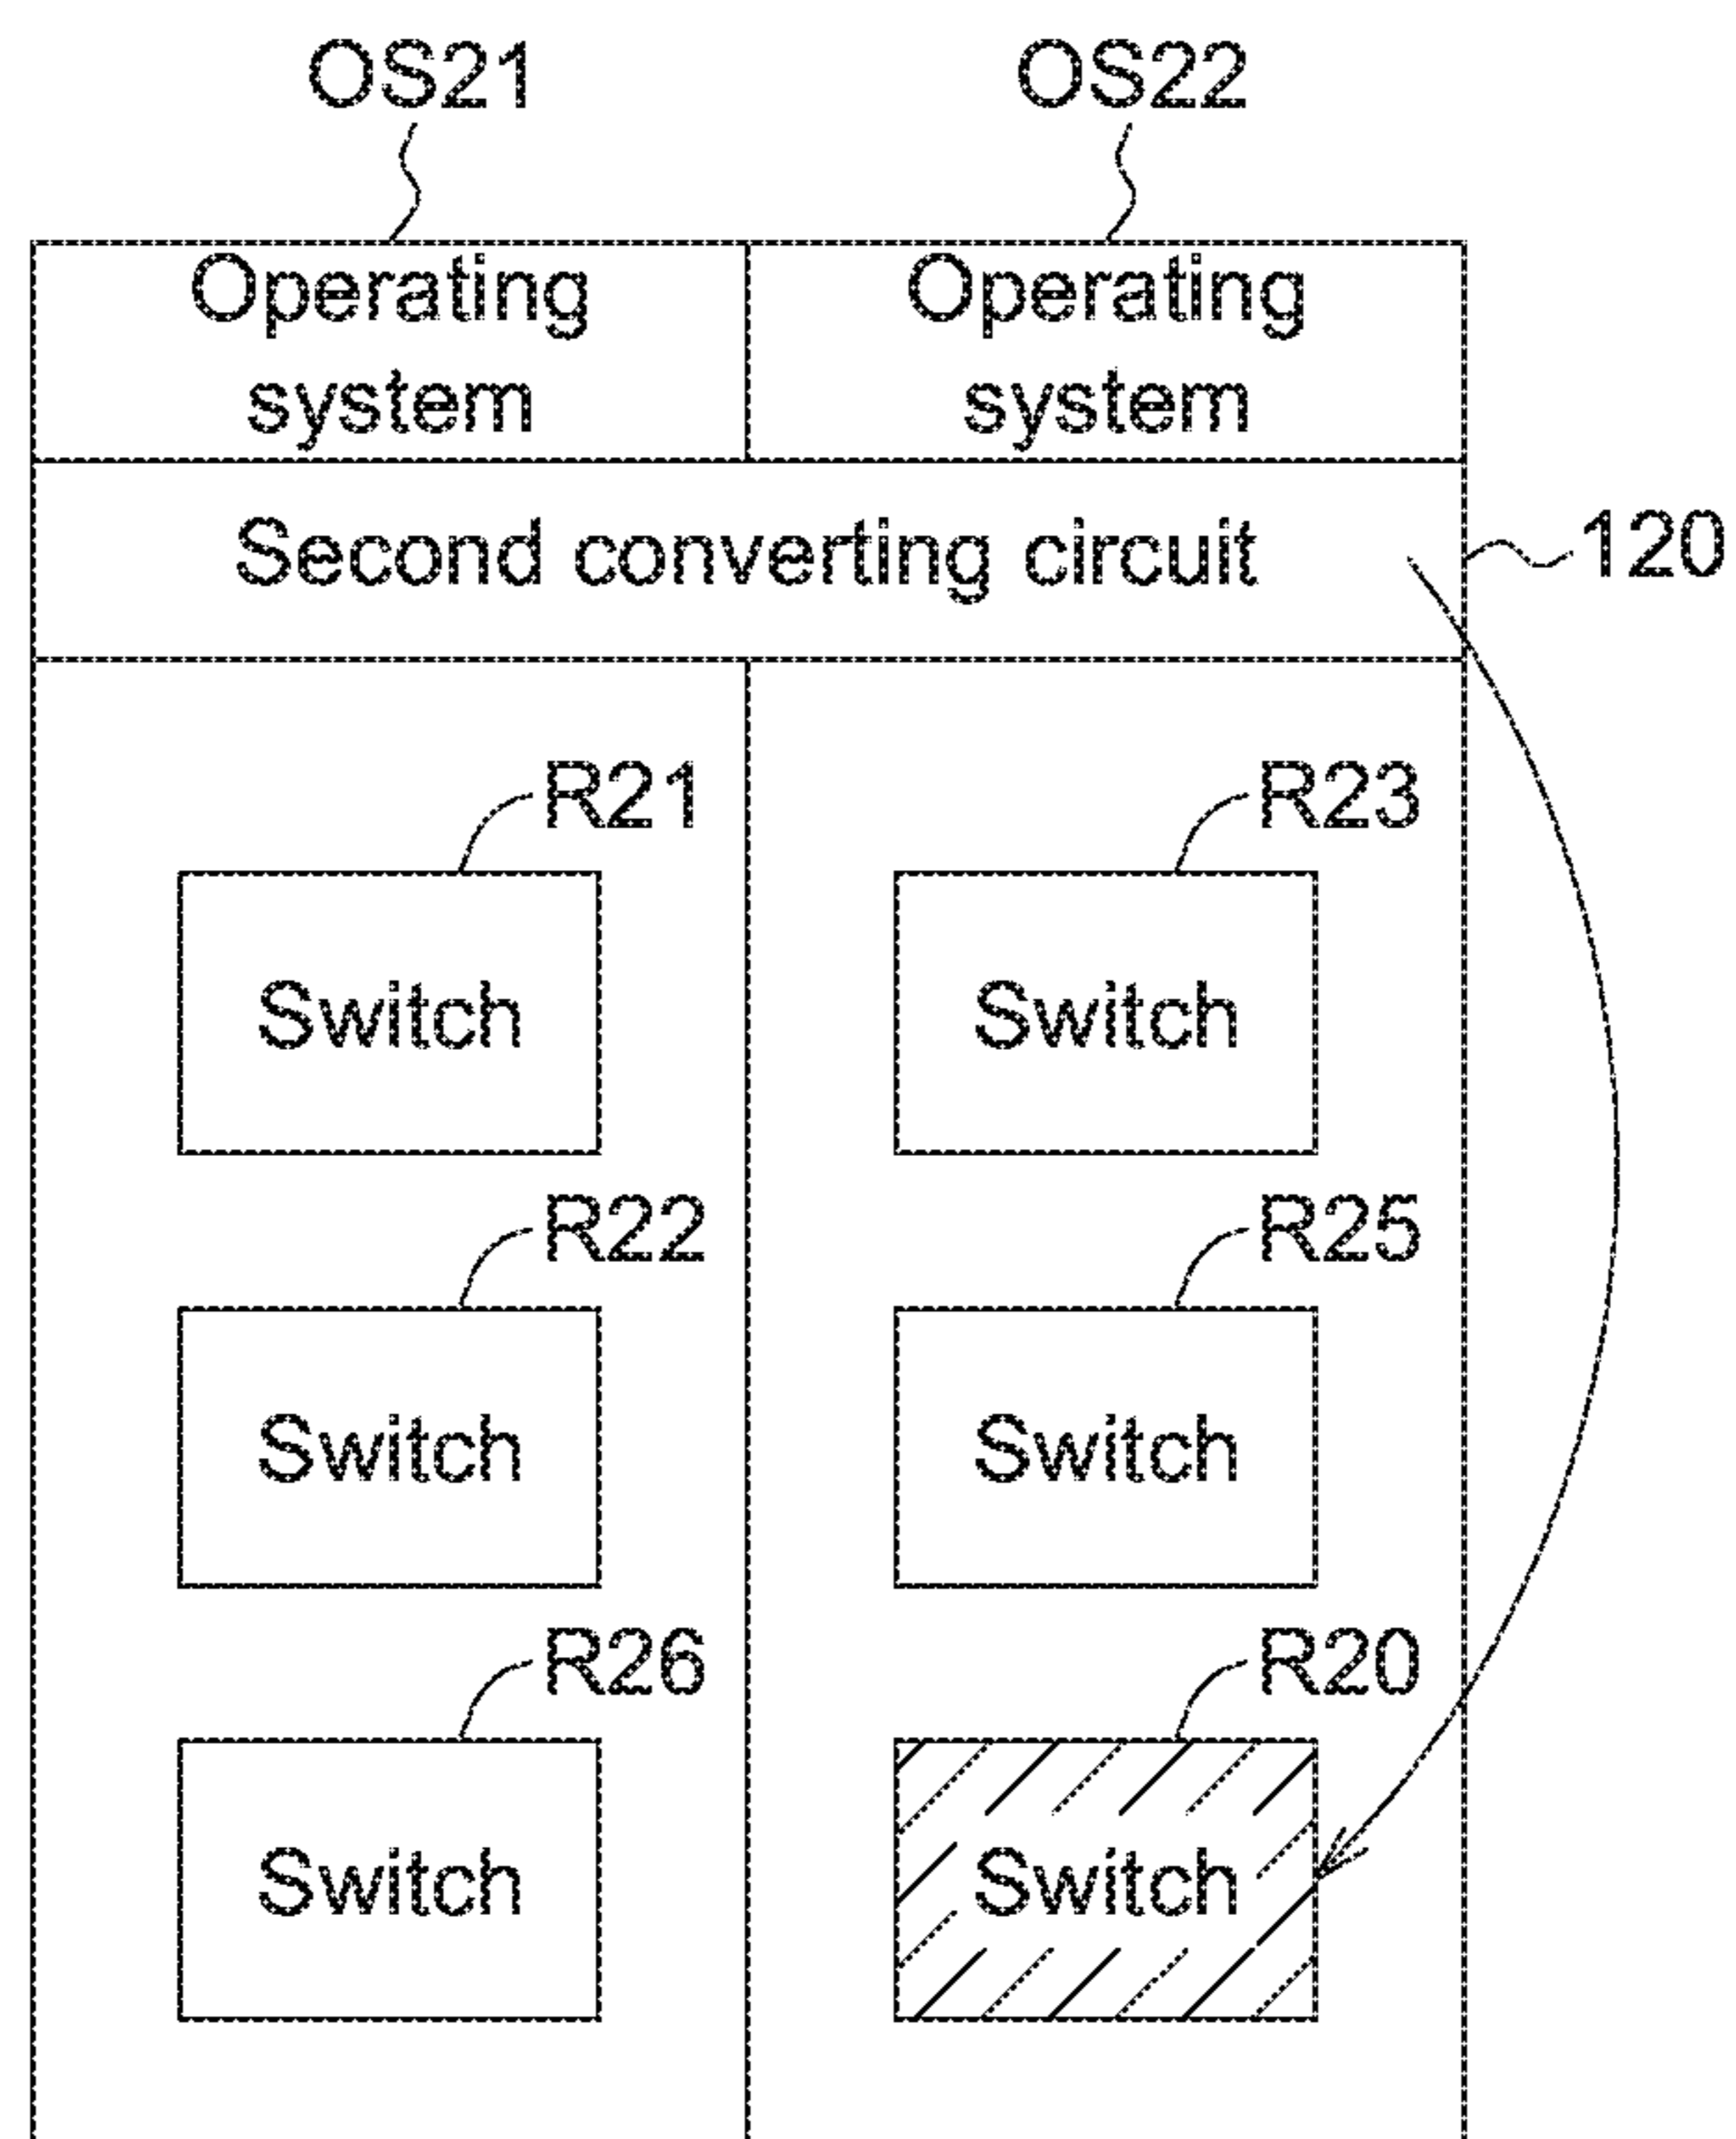 OS21 OS22
Operating Operating
system system
Second converting circuit 120
R21 R23
Switch Switch
R22 R25
Switch Switch
R26 R20
Switch Switch